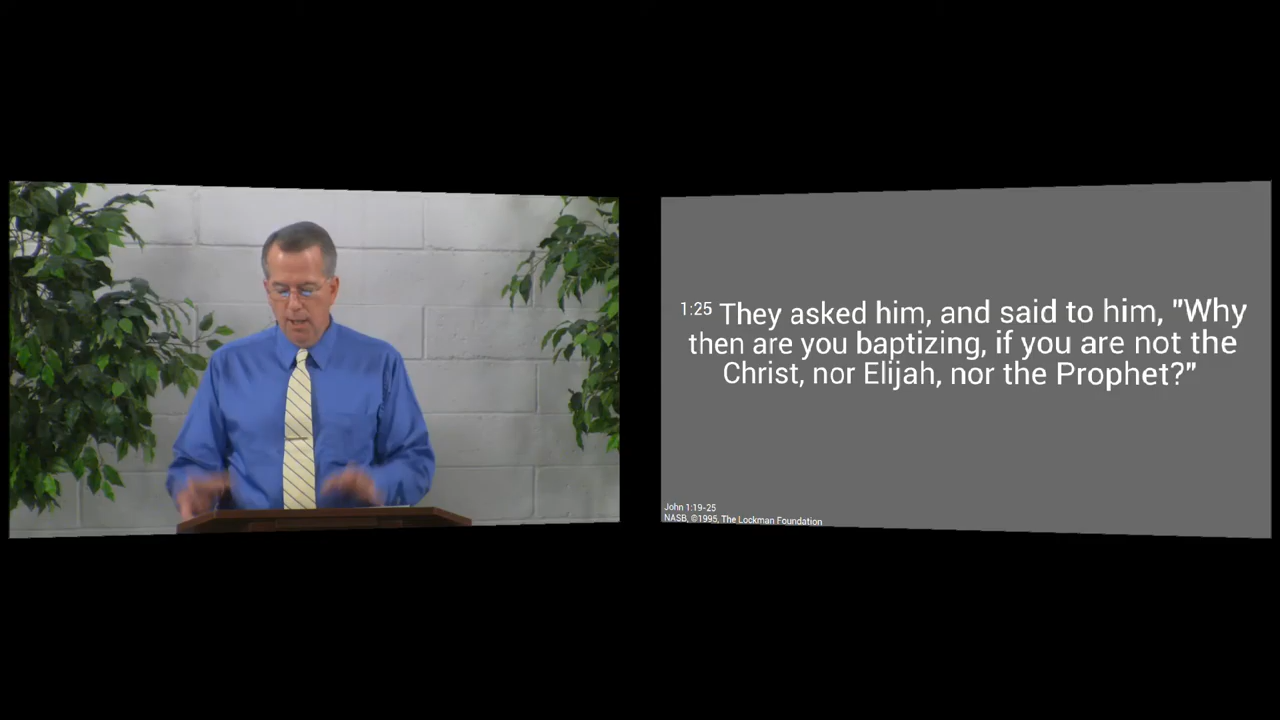 1:25 They asked him, and said to him, "Why
then are you baptizing, if you are not the
Christ, nor Elijah, nor the Prophet?"
John 1:19-25
NASB, ©1995, The Lockman Foundation